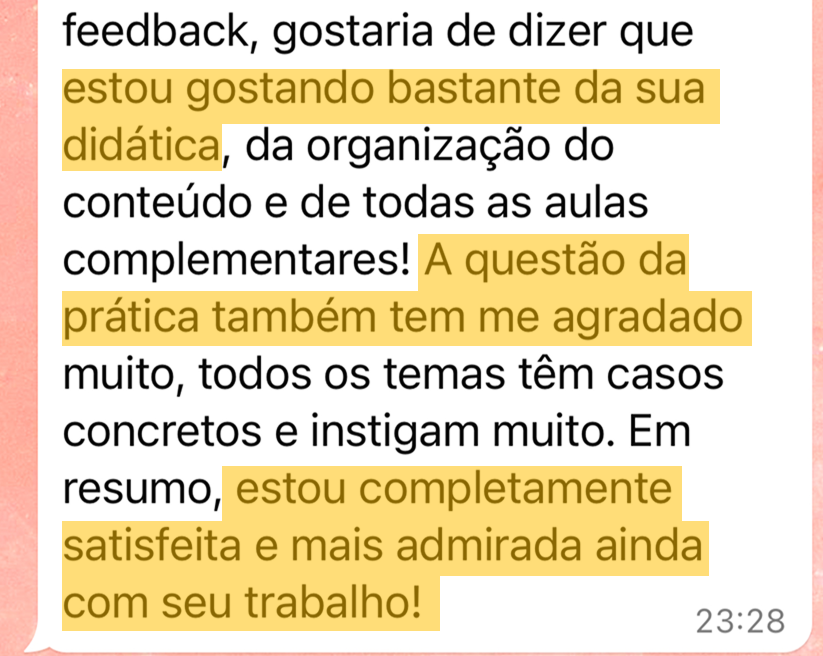 feedback, gostaria de dizer que
estou gostando bastante da sua
didática, da organização do
conteúdo e de todas as aulas
complementares! A questão da
prática também tem me agradado
muito, todos os temas têm casos
concretos e instigam muito. Em
resumo, estou completamente
satisfeita e mais admirada ainda
com seu trabalho!
23:28